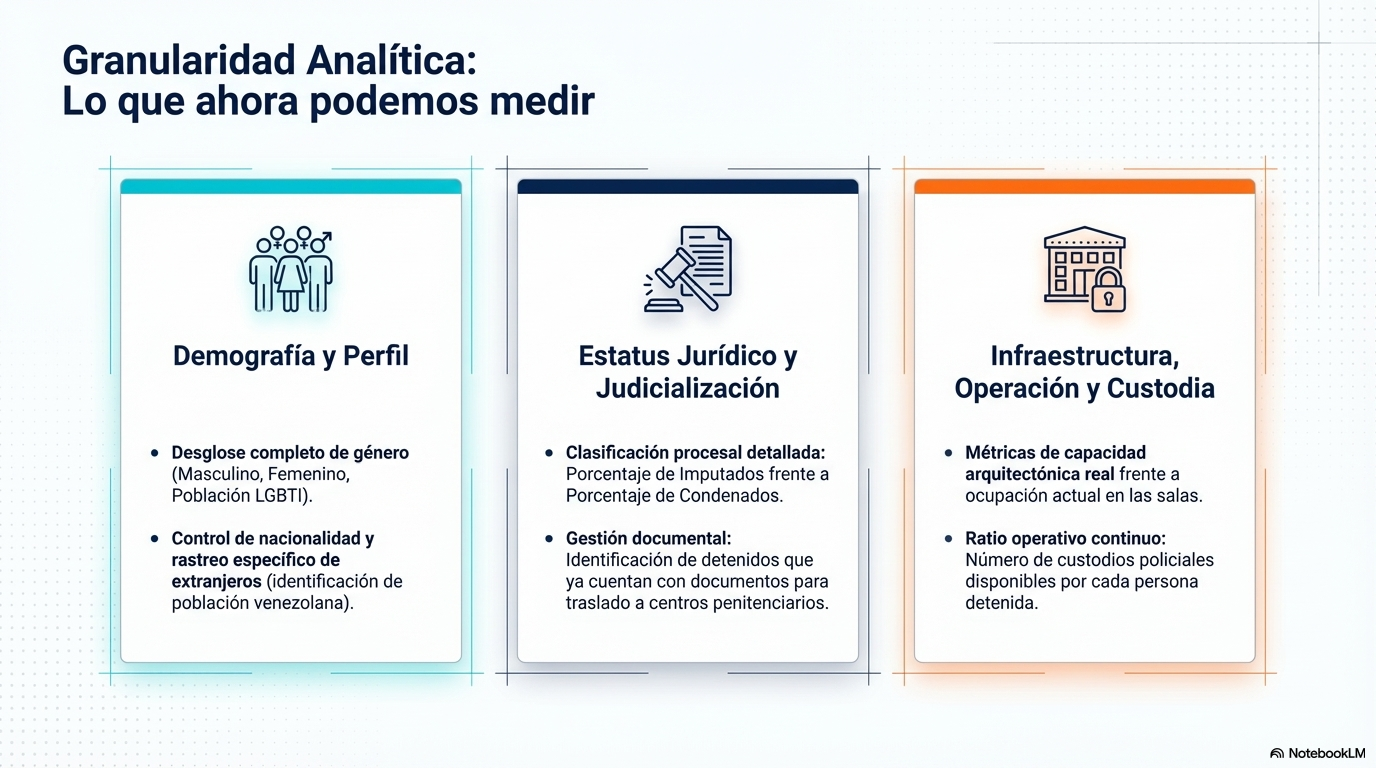 Granularidad Analítica:
Lo que ahora podemos medir
Demografía y Perfil
• Desglose completo de género
(Masculino, Femenino,
Población LGBTI).
• Control de nacionalidad y
rastreo específico de
extranjeros (identificación de
población venezolana).
Estatus Jurídico y
Judicialización
• Clasificación procesal detallada:
Porcentaje de Imputados frente a
Porcentaje de Condenados.
• Gestión documental:
Identificación de detenidos que
ya cuentan con documentos para
traslado a centros penitenciarios.
Infraestructura,
Operación y Custodia
• Métricas de capacidad
arquitectónica real frente a
ocupación actual en las salas.
• Ratio operativo continuo:
Número de custodios policiales
disponibles por cada persona
detenida.
NotebookLM